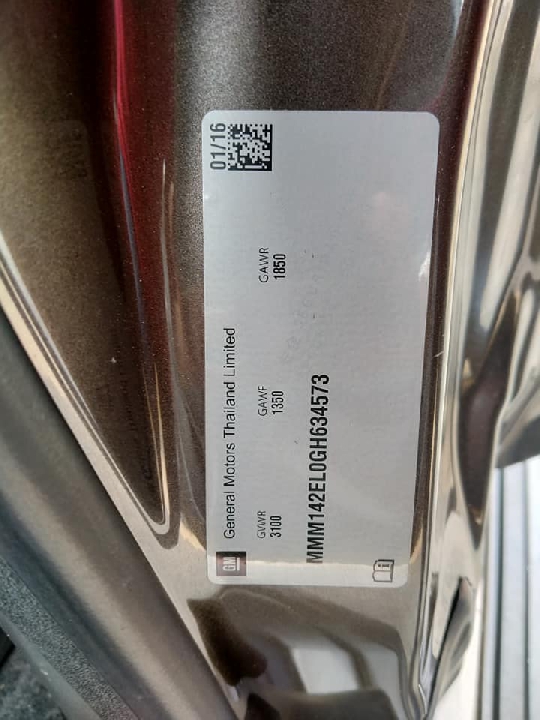 GM General Motors Thailand Limited 01/16
GVWR GAWF GAWR
3100 1350 1850
MMM142EL0GH634573